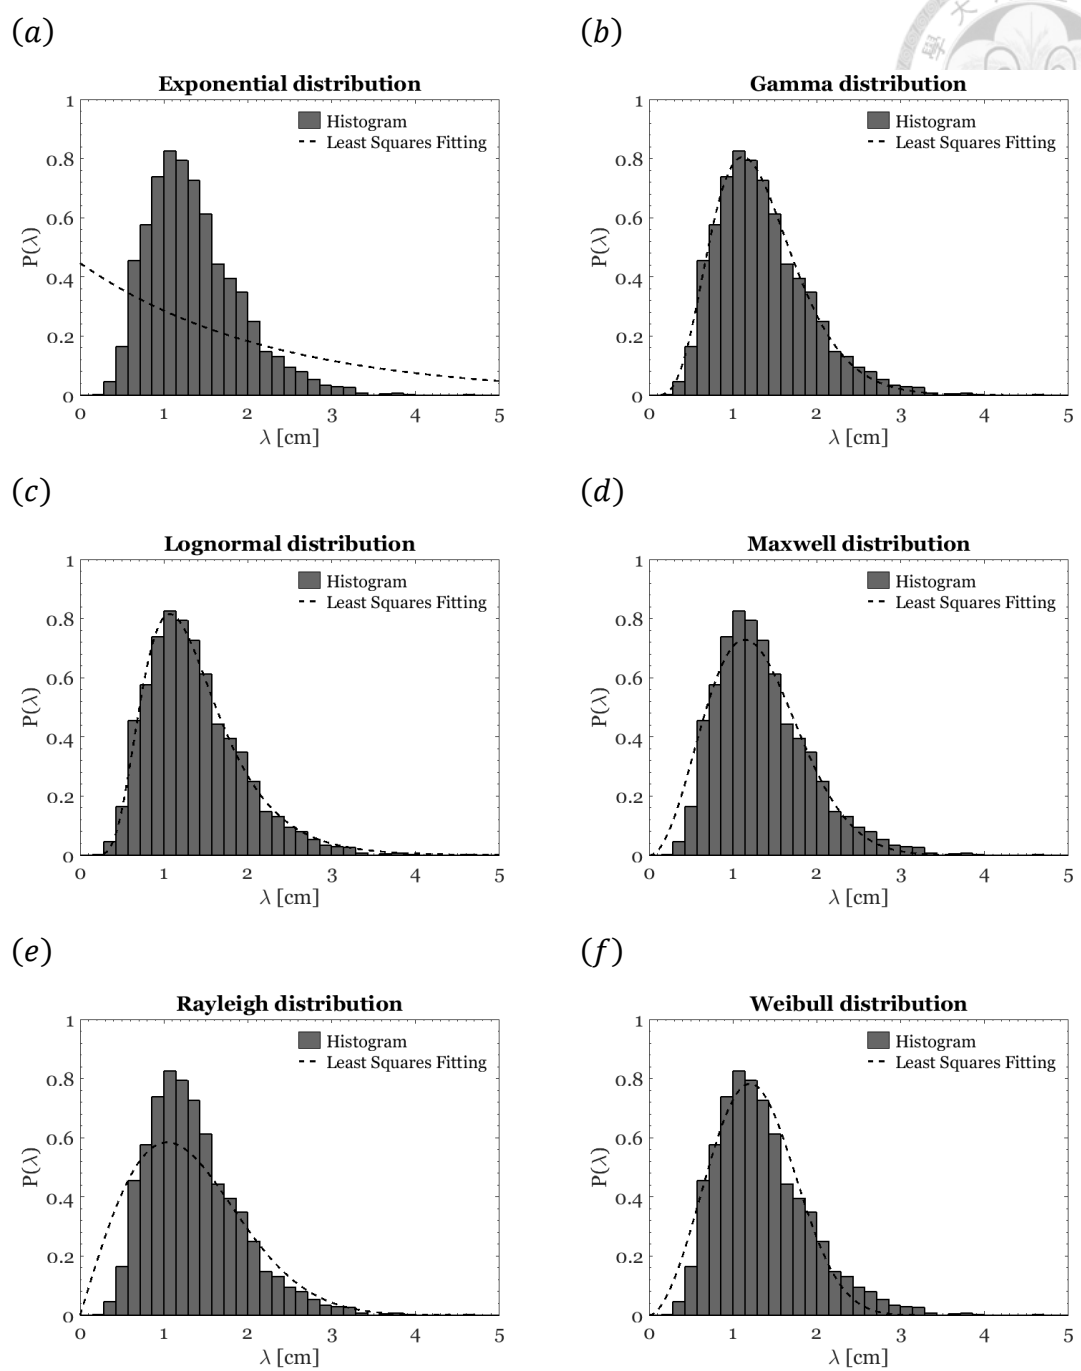 (a)
(b)
學 大
Exponential distribution
Histogram
Least Squares Fitting
P(λ)
1
0.8
0.6
0.4
0.2
0
0 1 2 3 4 5
λ [cm]
Gamma distribution
Histogram
Least Squares Fitting
P(λ)
1
0.8
0.6
0.4
0.2
0
0 1 2 3 4 5
λ [cm]
(c)
(d)
Lognormal distribution
Histogram
Least Squares Fitting
P(λ)
1
0.8
0.6
0.4
0.2
0
0 1 2 3 4 5
λ [cm]
Maxwell distribution
Histogram
Least Squares Fitting
P(λ)
1
0.8
0.6
0.4
0.2
0
0 1 2 3 4 5
λ [cm]
(e)
(f)
Rayleigh distribution
Histogram
Least Squares Fitting
P(λ)
1
0.8
0.6
0.4
0.2
0
0 1 2 3 4 5
λ [cm]
Weibull distribution
Histogram
Least Squares Fitting
P(λ)
1
0.8
0.6
0.4
0.2
0
0 1 2 3 4 5
λ [cm]